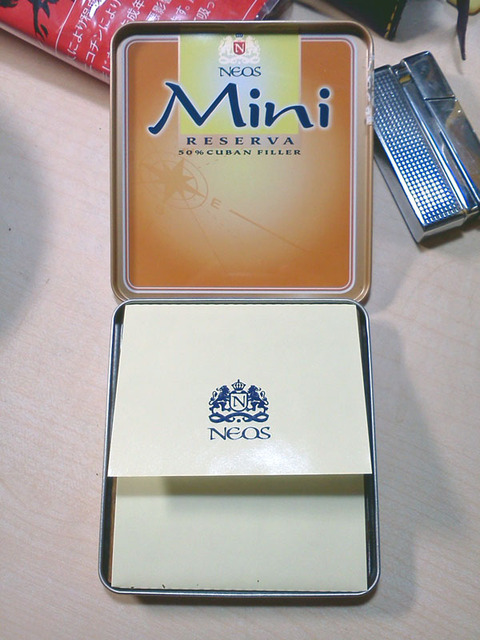 NEOS
Mini
RESERVA
50% CUBAN FILLER
E
N
NEOS